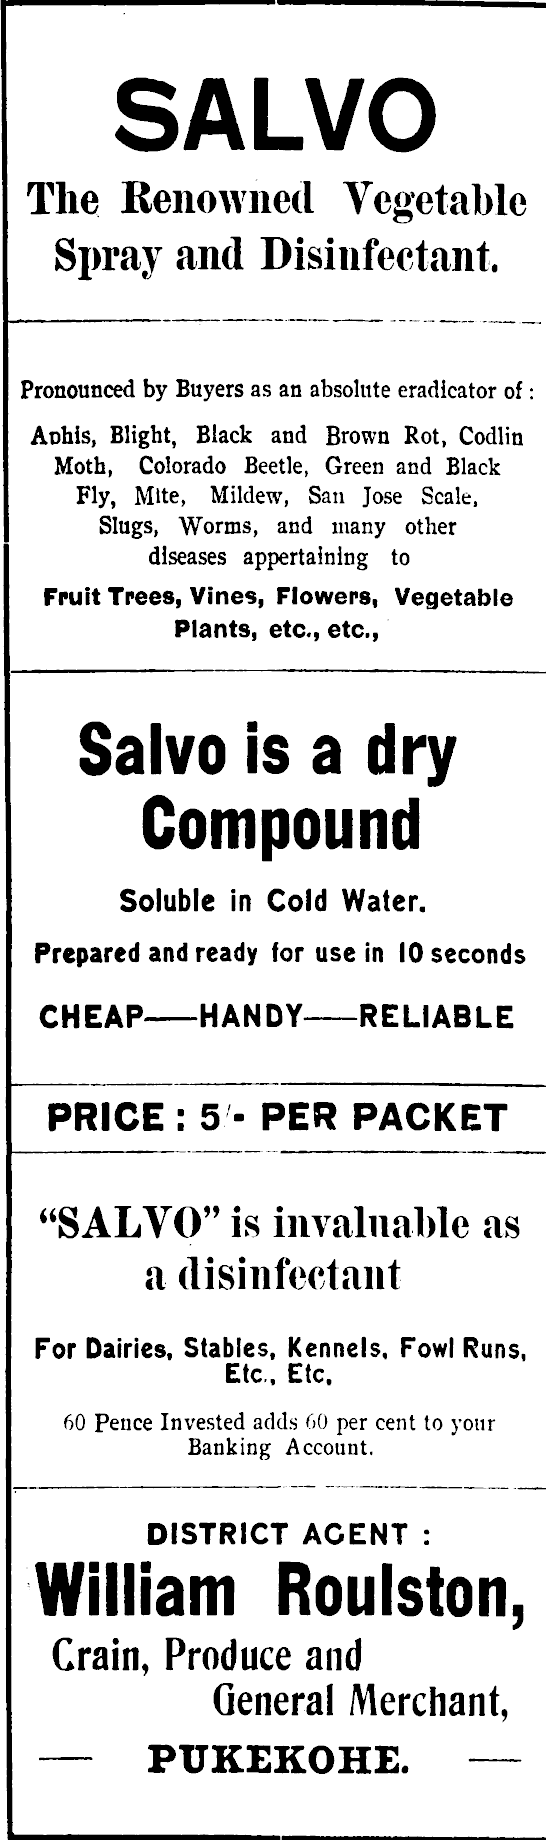 SALVO
The Renowned Vegetable
Spray and Disinfectant.
Pronounced by Buyers as an absolute eradicator of :
Aphis, Blight, Black and Brown Rot, Codlin
Moth, Colorado Beetle, Green and Black
Fly, Mite, Mildew, San Jose Scale,
Slugs, Worms, and many other
diseases appertaining to
Fruit Trees, Vines, Flowers, Vegetable
Plants, etc., etc.,
Salvo is a dry
Compound
Soluble in Cold Water.
Prepared and ready for use in 10 seconds
CHEAP——HANDY——RELIABLE
PRICE : 5/- PER PACKET
"SALVO" is invaluable as
a disinfectant
For Dairies, Stables, Kennels, Fowl Runs,
Etc., Etc.
60 Pence Invested adds 60 per cent to your
Banking Account.
DISTRICT AGENT :
William Roulston,
Grain, Produce and
General Merchant,
— PUKEKOHE. —